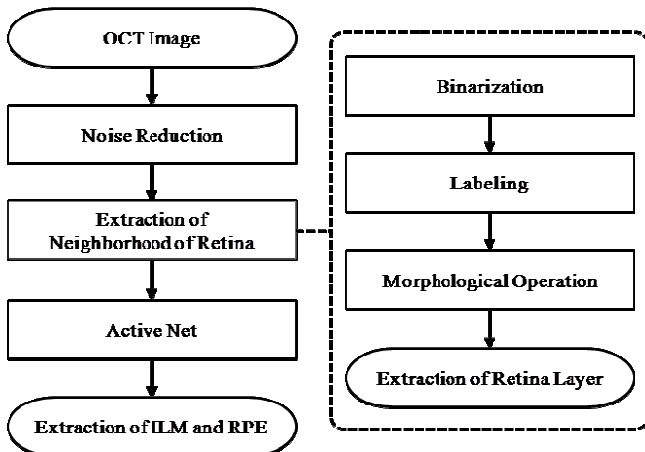 OCT Image
Noise Reduction
Extraction of
Neighborhood of Retina
Active Net
Extraction of ILM and RPE
Binarization
Labeling
Morphological Operation
Extraction of Retina Layer